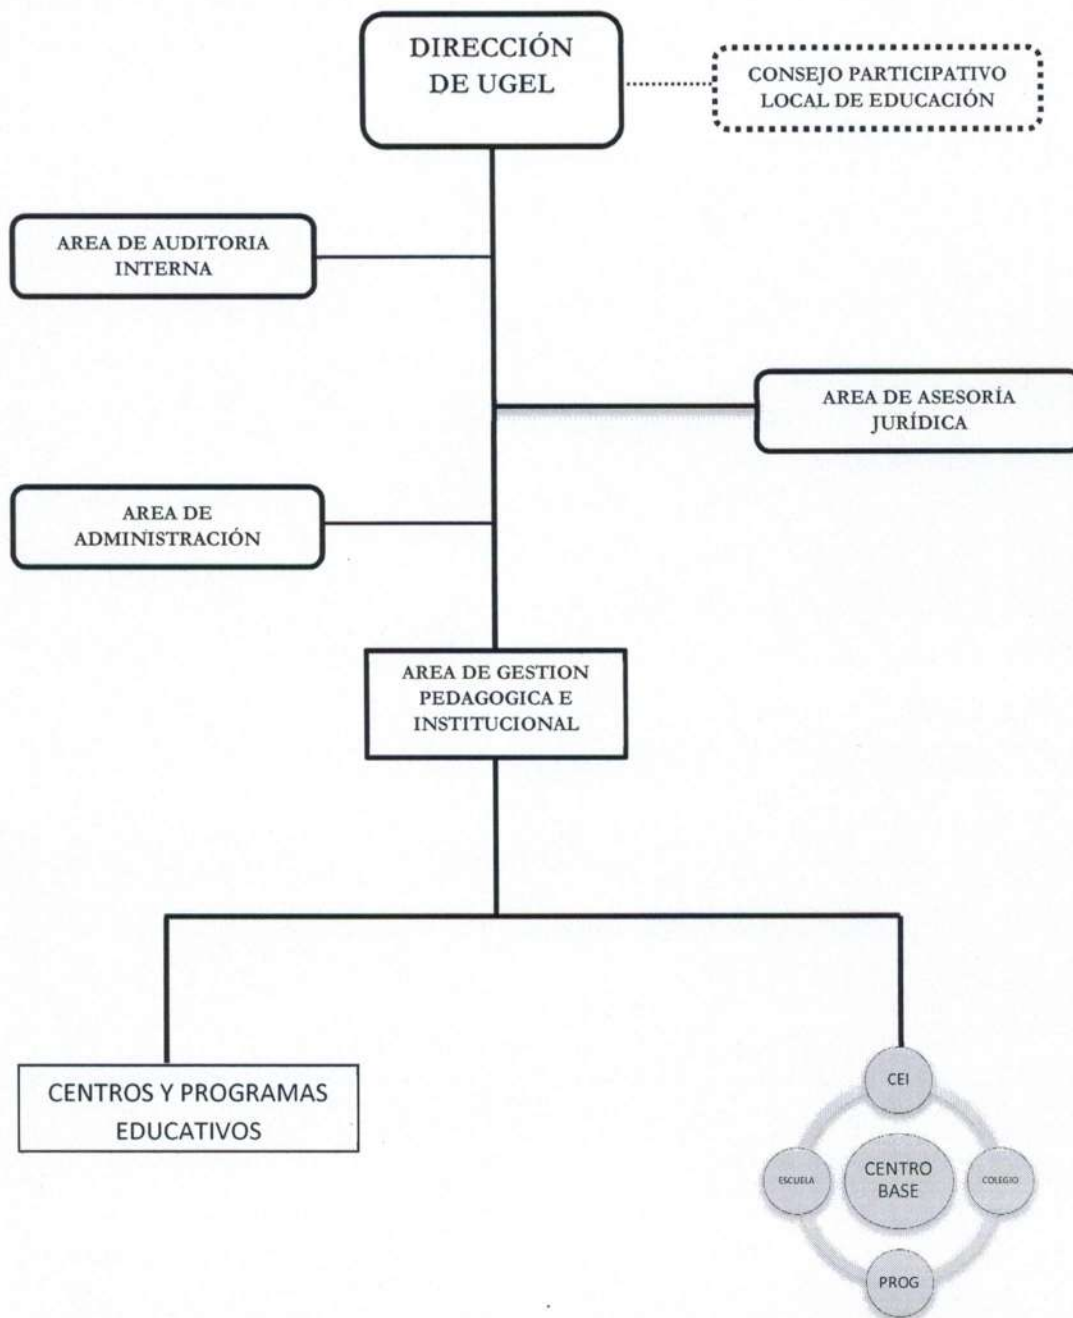 DIRECCIÓN
DE UGEL
CONSEJO PARTICIPATIVO
LOCAL DE EDUCACIÓN
AREA DE AUDITORIA
INTERNA
AREA DE ASESORÍA
JURÍDICA
AREA DE
ADMINISTRACIÓN
AREA DE GESTION
PEDAGOGICA E
INSTITUCIONAL
CENTROS Y PROGRAMAS
EDUCATIVOS
CEI
ESCUELA
CENTRO
BASE
COLEGIO
PROG